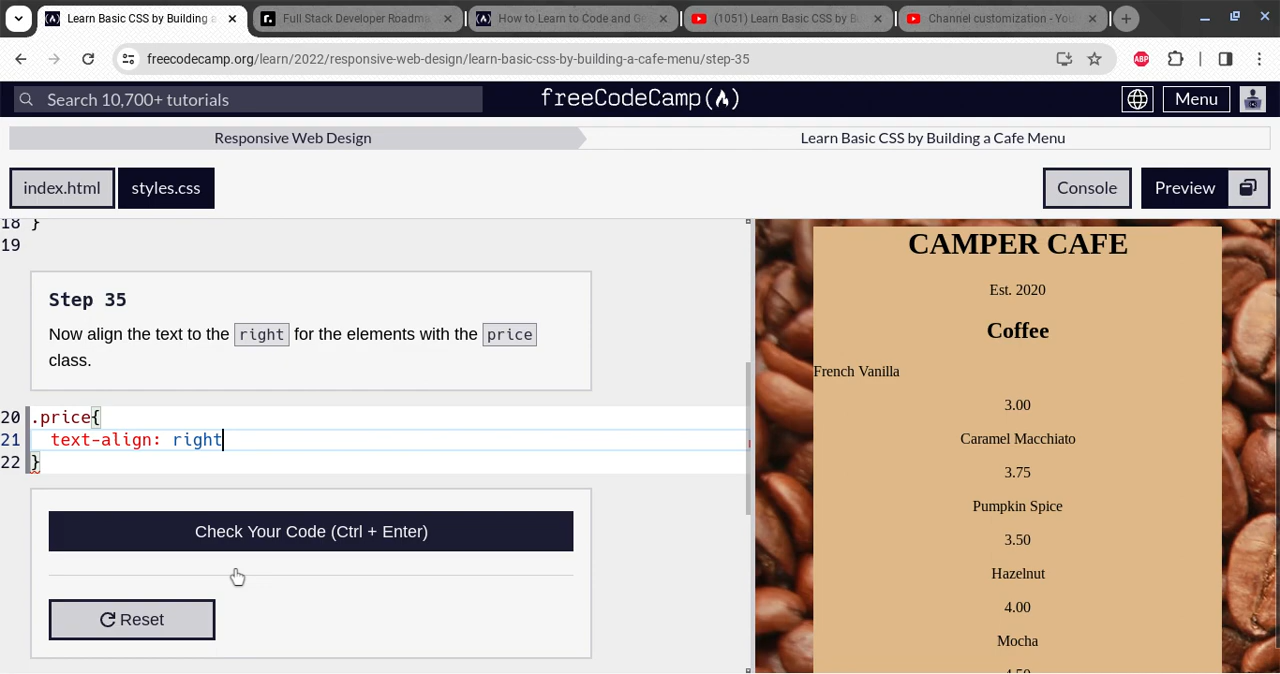 Learn Basic CSS by Building a
Full Stack Developer Roadma
How to Learn to Code and Ge
(1051) Learn Basic CSS by Bu
Channel customization - You
freecodecamp.org/learn/2022/responsive-web-design/learn-basic-css-by-building-a-cafe-menu/step-35
ABP
Search 10,700+ tutorials
freeCodeCamp
Menu
Responsive Web Design
Learn Basic CSS by Building a Cafe Menu
index.html
styles.css
Console
Preview
18 }
19
Step 35
Now align the text to the right for the elements with the price
class.
20 .price{
21 text-align: right
22 }
Check Your Code (Ctrl + Enter)
Reset
CAMPER CAFE
Est. 2020
Coffee
French Vanilla
3.00
Caramel Macchiato
3.75
Pumpkin Spice
3.50
Hazelnut
4.00
Mocha
4.50